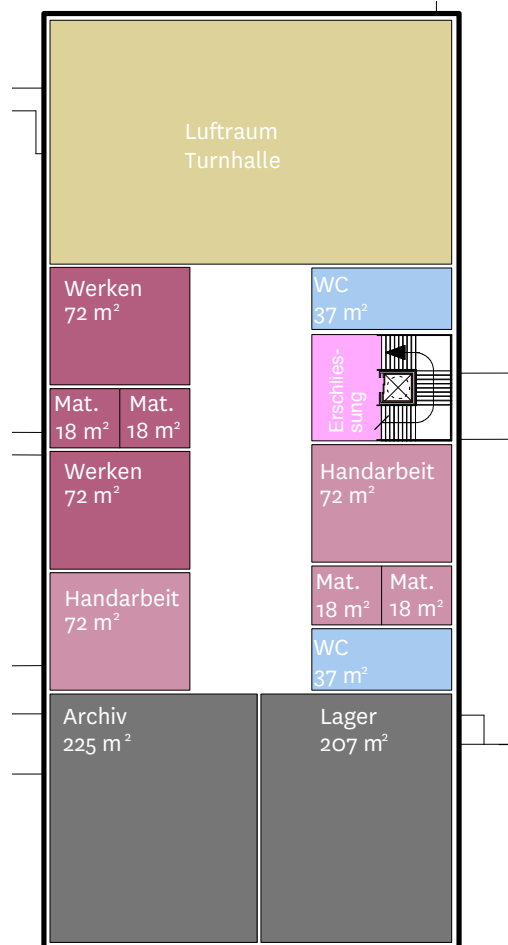 Luftraum
Turnhalle
Werken
72 m²
WC
37 m²
Erschlies-
sung
Mat.
18 m²
Mat.
18 m²
Werken
72 m²
Handarbeit
72 m²
Handarbeit
72 m²
Mat.
18 m²
Mat.
18 m²
WC
37 m²
Archiv
225 m²
Lager
207 m²